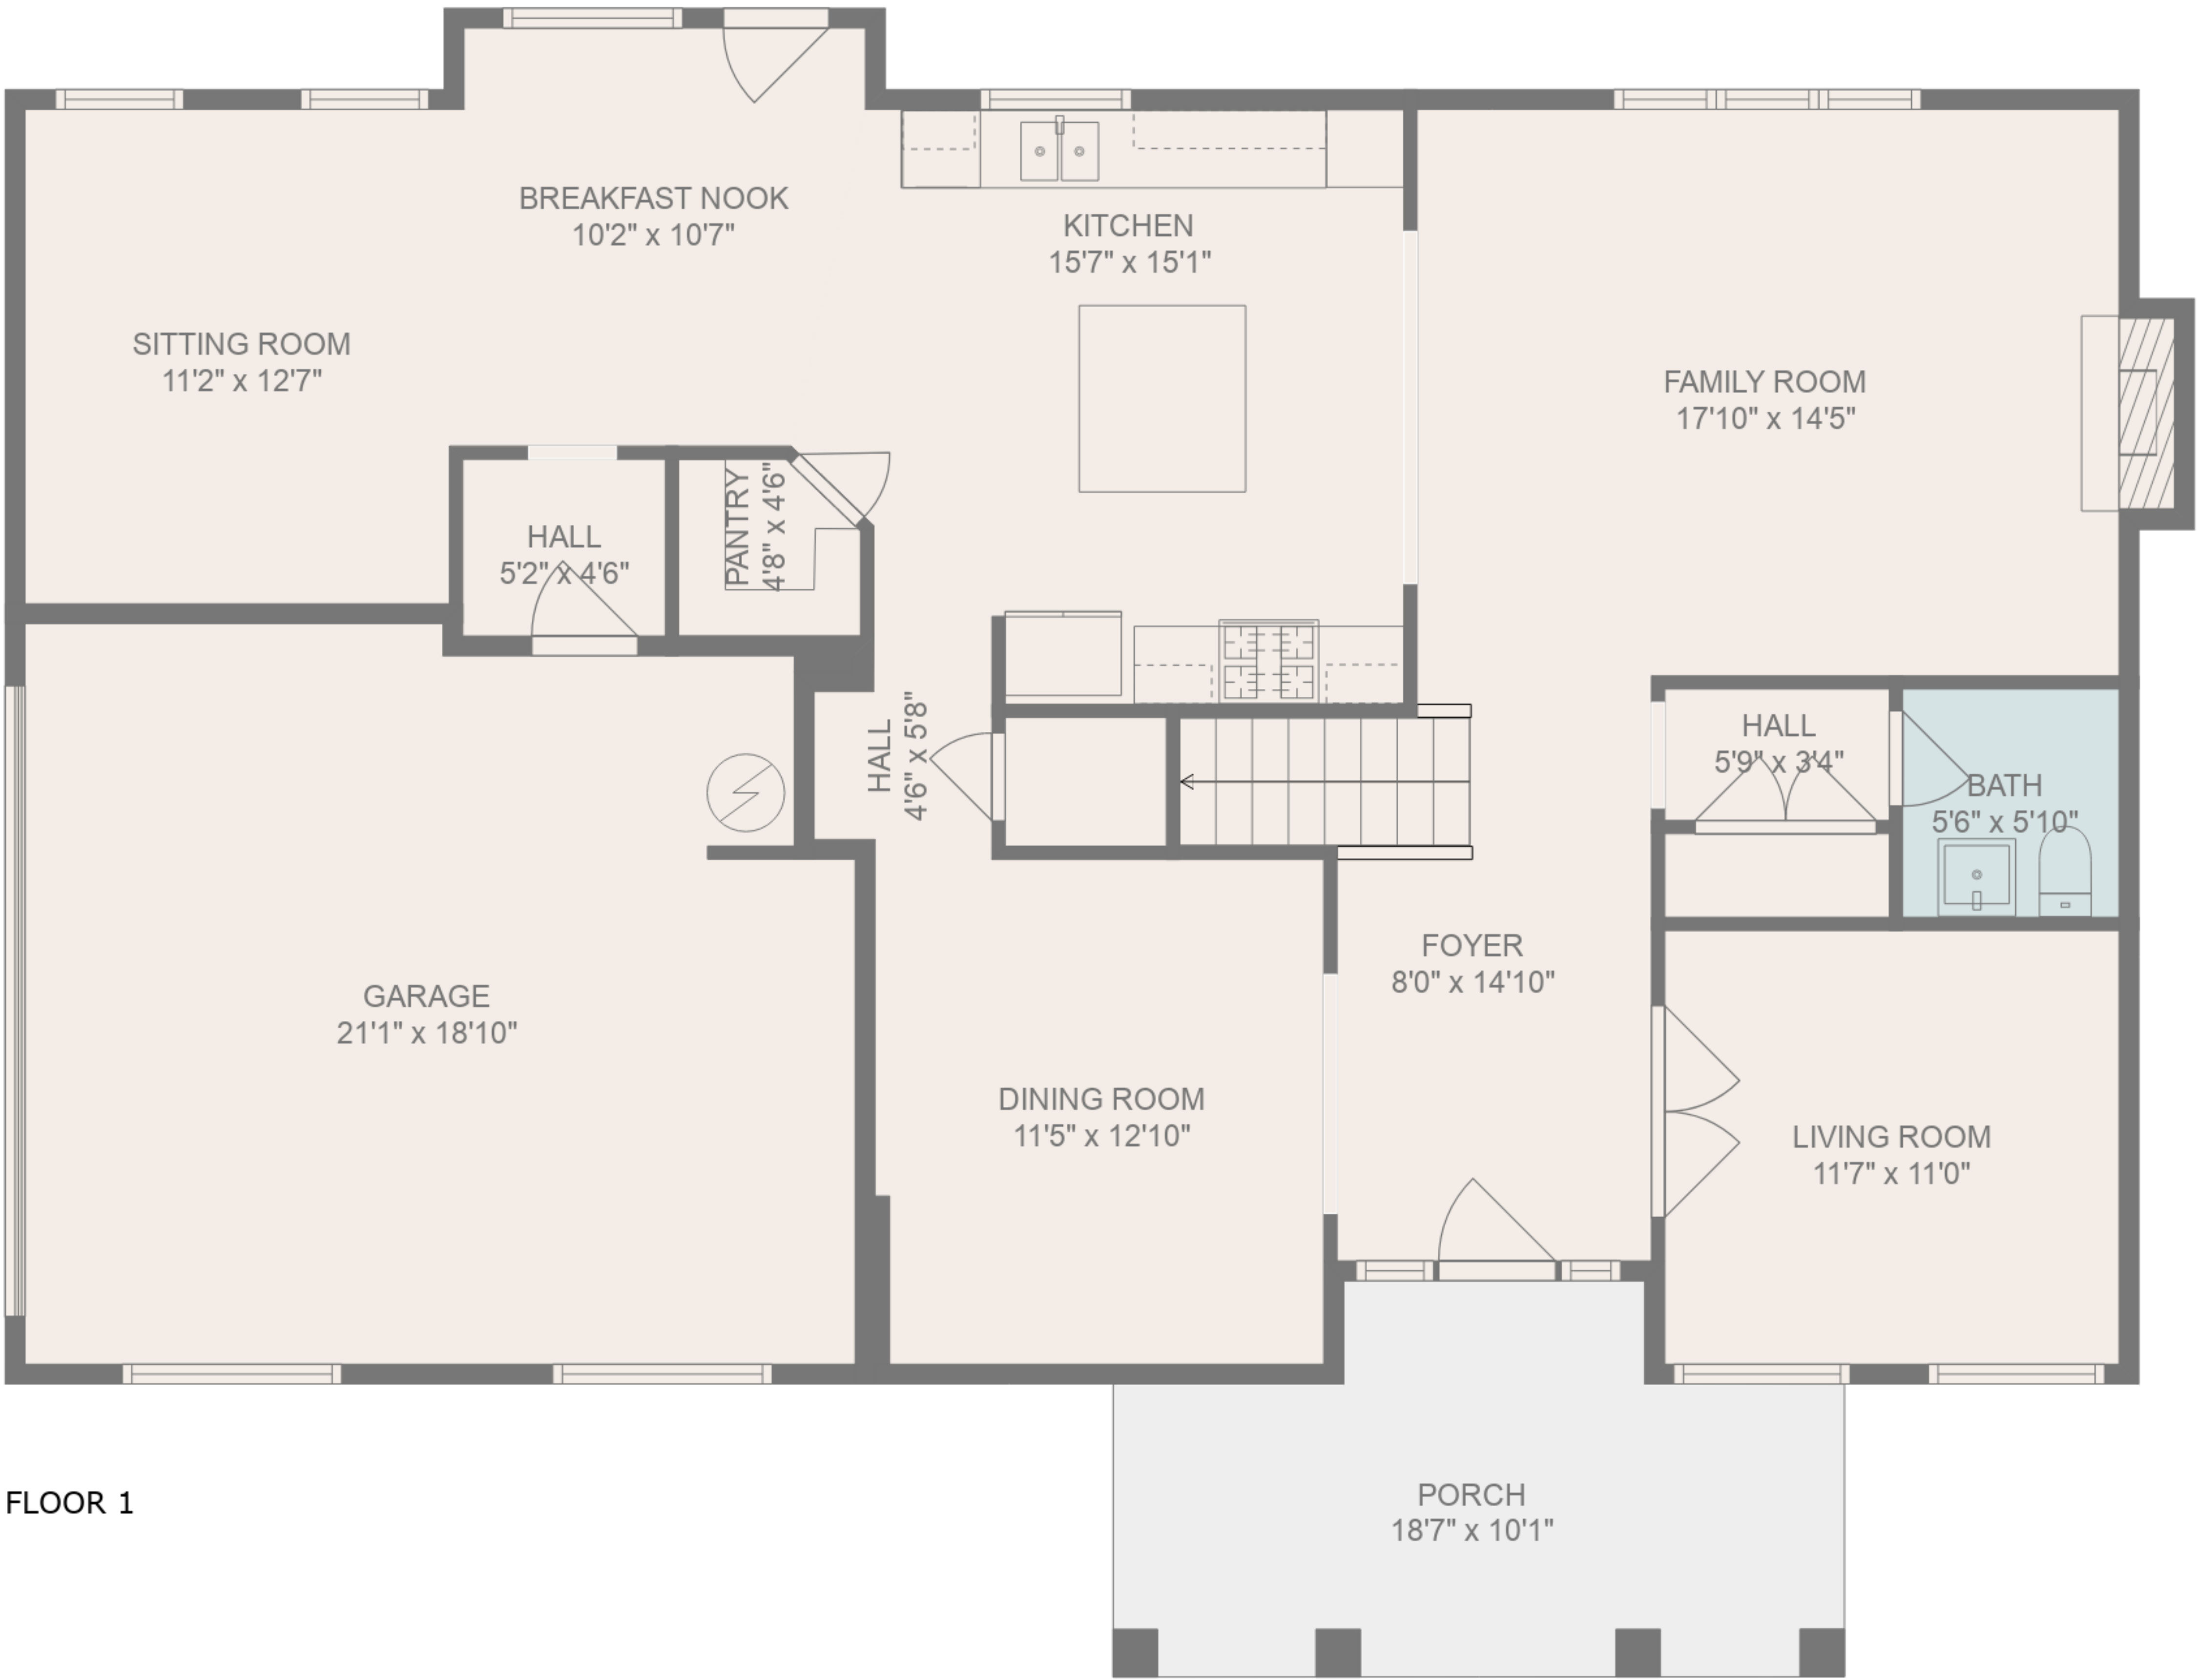 BREAKFAST NOOK
10'2" x 10'7"
KITCHEN
15'7" x 15'1"
SITTING ROOM
11'2" x 12'7"
FAMILY ROOM
17'10" x 14'5"
HALL
5'2" x 4'6"
PANTRY
4'8" x 4'6"
HALL
4'6" x 5'8"
HALL
5'9" x 3'4"
BATH
5'6" x 5'10"
FOYER
8'0" x 14'10"
GARAGE
21'1" x 18'10"
DINING ROOM
11'5" x 12'10"
LIVING ROOM
11'7" x 11'0"
PORCH
18'7" x 10'1"
FLOOR 1